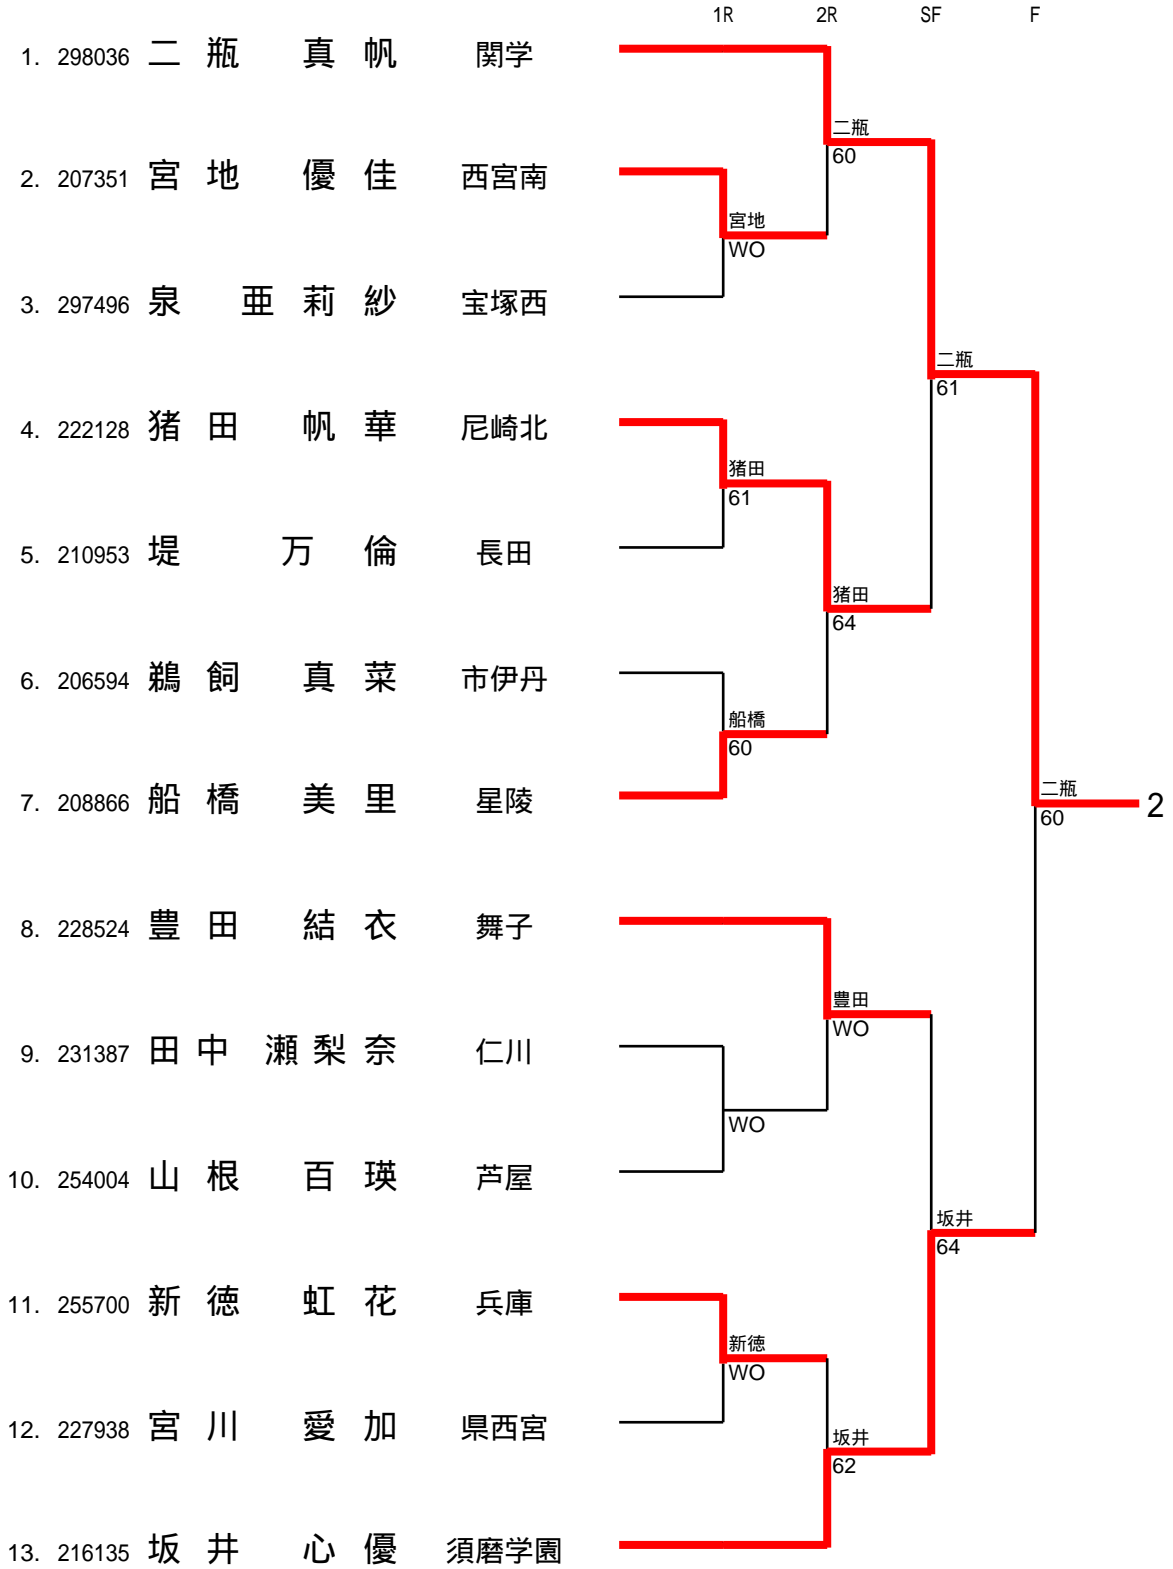 1R 2R SF F
1. 298036 二瓶 真帆 関学
二瓶
60
2. 207351 宮地 優佳 西宮南
宮地
WO
3. 297496 泉 亜莉紗 宝塚西
二瓶
61
4. 222128 猪田 帆華 尼崎北
猪田
61
5. 210953 堤 万倫 長田
猪田
64
6. 206594 鵜飼 真菜 市伊丹
船橋
60
7. 208866 船橋 美里 星陵
二瓶
60
2
8. 228524 豊田 結衣 舞子
豊田
WO
9. 231387 田中 瀬梨奈 仁川
WO
10. 254004 山根 百瑛 芦屋
坂井
64
11. 255700 新徳 虹花 兵庫
新徳
WO
12. 227938 宮川 愛加 県西宮
坂井
62
13. 216135 坂井 心優 須磨学園